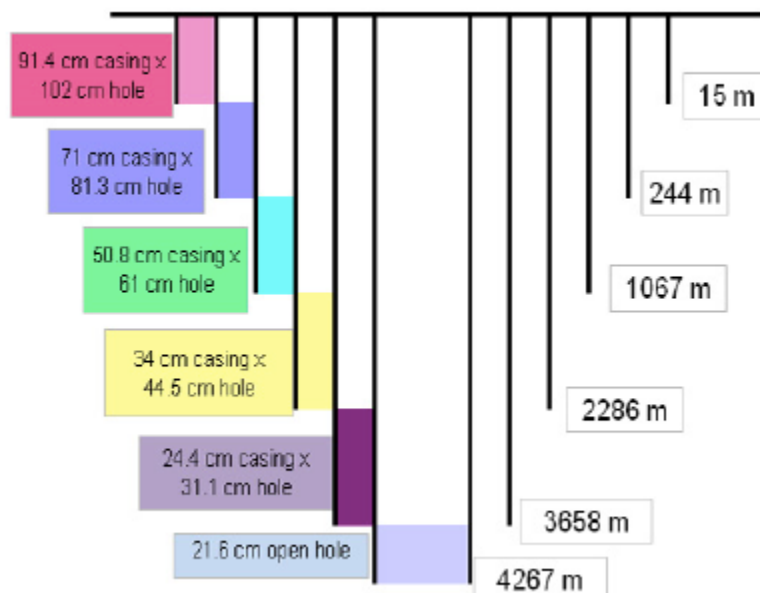 91.4 cm casing x
102 cm hole
15 m
71 cm casing x
81.3 cm hole
244 m
50.8 cm casing x
61 cm hole
1067 m
34 cm casing x
44.5 cm hole
2286 m
24.4 cm casing x
31.1 cm hole
3658 m
21.6 cm open hole
4267 m